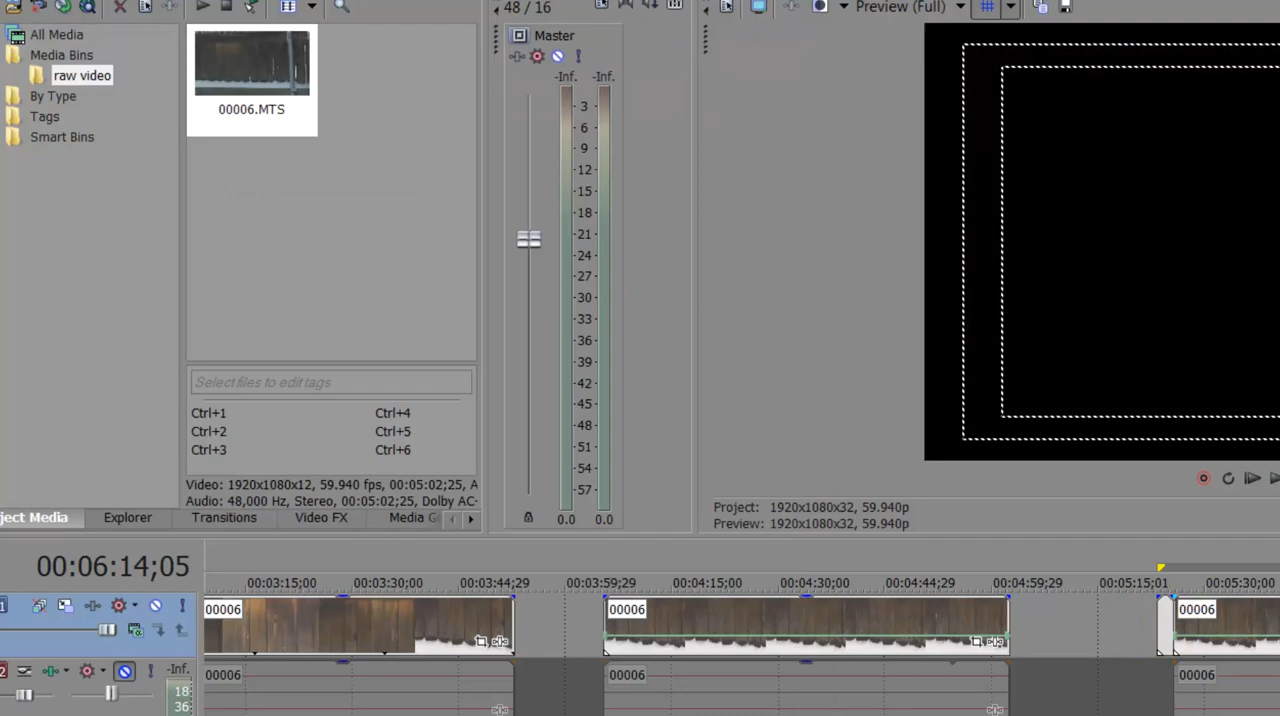 48 / 16
Preview (Full)
All Media
Media Bins
raw video
By Type
Tags
Smart Bins
00006.MTS
Master
-Inf. -Inf.
3
6
9
12
15
18
21
24
27
30
33
36
39
42
45
48
51
54
57
0.0 0.0
Select files to edit tags
Ctrl+1 Ctrl+4
Ctrl+2 Ctrl+5
Ctrl+3 Ctrl+6
Video: 1920x1080x12, 59.940 fps, 00:05:02;25, A
Audio: 48,000 Hz, Stereo, 00:05:02;25, Dolby AC-
ject Media Explorer Transitions Video FX Media G
Project: 1920x1080x32, 59.940p
Preview: 1920x1080x32, 59.940p
00:06:14;05
00:03:15;00 00:03:30;00 00:03:44;29 00:03:59;29 00:04:15;00 00:04:30;00 00:04:44;29 00:04:59;29 00:05:15;01 00:05:30;00
1
00006 00006 00006
2 -Inf.
00006 00006 00006
18
36